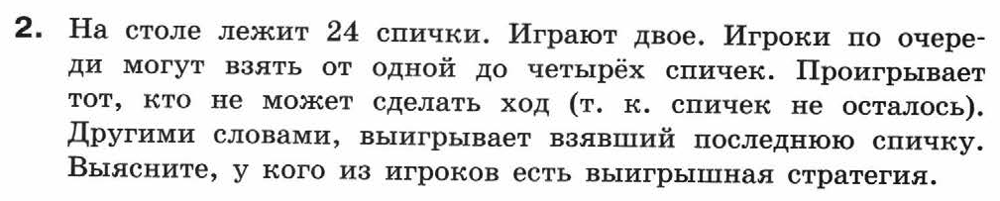 2. На столе лежит 24 спички. Играют двое. Игроки по очере-
ди могут взять от одной до четырёх спичек. Проигрывает
тот, кто не может сделать ход (т. к. спичек не осталось).
Другими словами, выигрывает взявший последнюю спичку.
Выясните, у кого из игроков есть выигрышная стратегия.